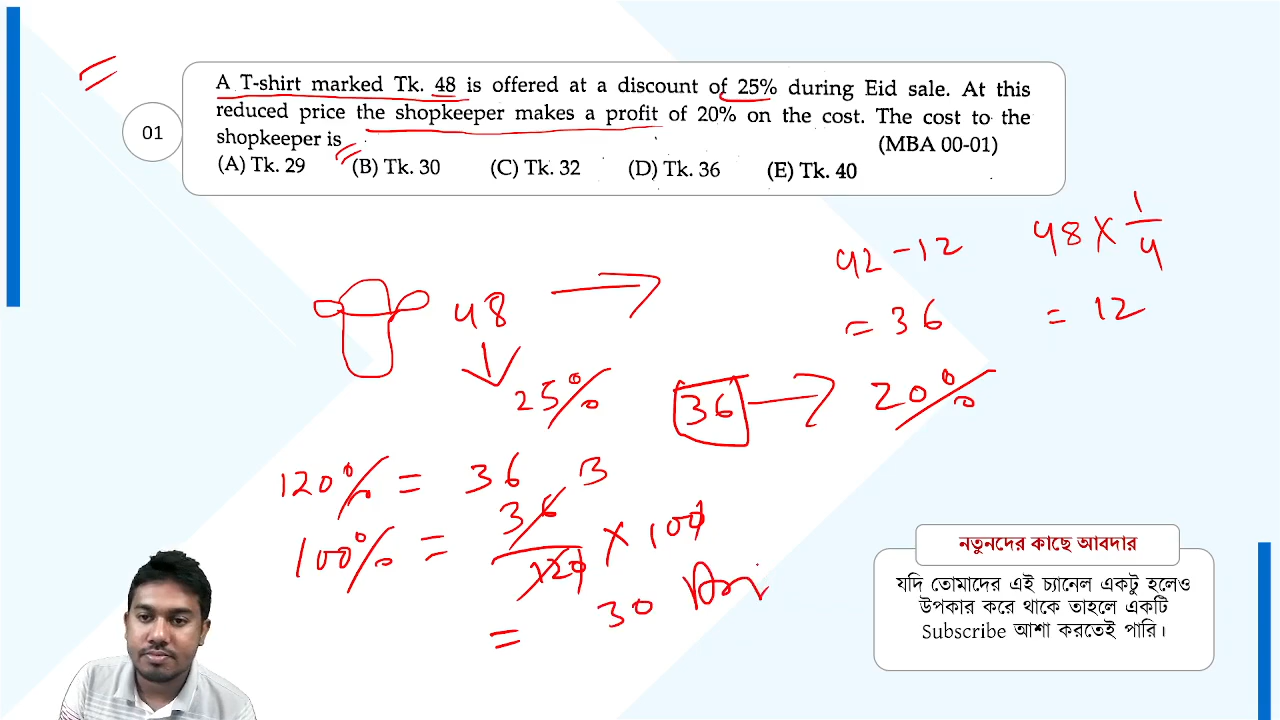 01
A T-shirt marked Tk. 48 is offered at a discount of 25% during Eid sale. At this
reduced price the shopkeeper makes a profit of 20% on the cost. The cost to the
shopkeeper is (MBA 00-01)
(A) Tk. 29 (B) Tk. 30 (C) Tk. 32 (D) Tk. 36 (E) Tk. 40
42 - 12 48 × 1/4
= 36 = 12
48
25% 36 20%
120% = 36 3
100% = 36/120 × 100
= 30
নতুনদের কাছে আবদার
যদি তোমাদের এই চ্যানেল একটু হলেও
উপকার করে থাকে তাহলে একটি
Subscribe আশা করতেই পারি।